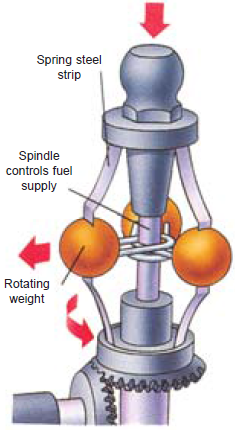 Spring steel
strip
Spindle
controls fuel
supply
Rotating
weight